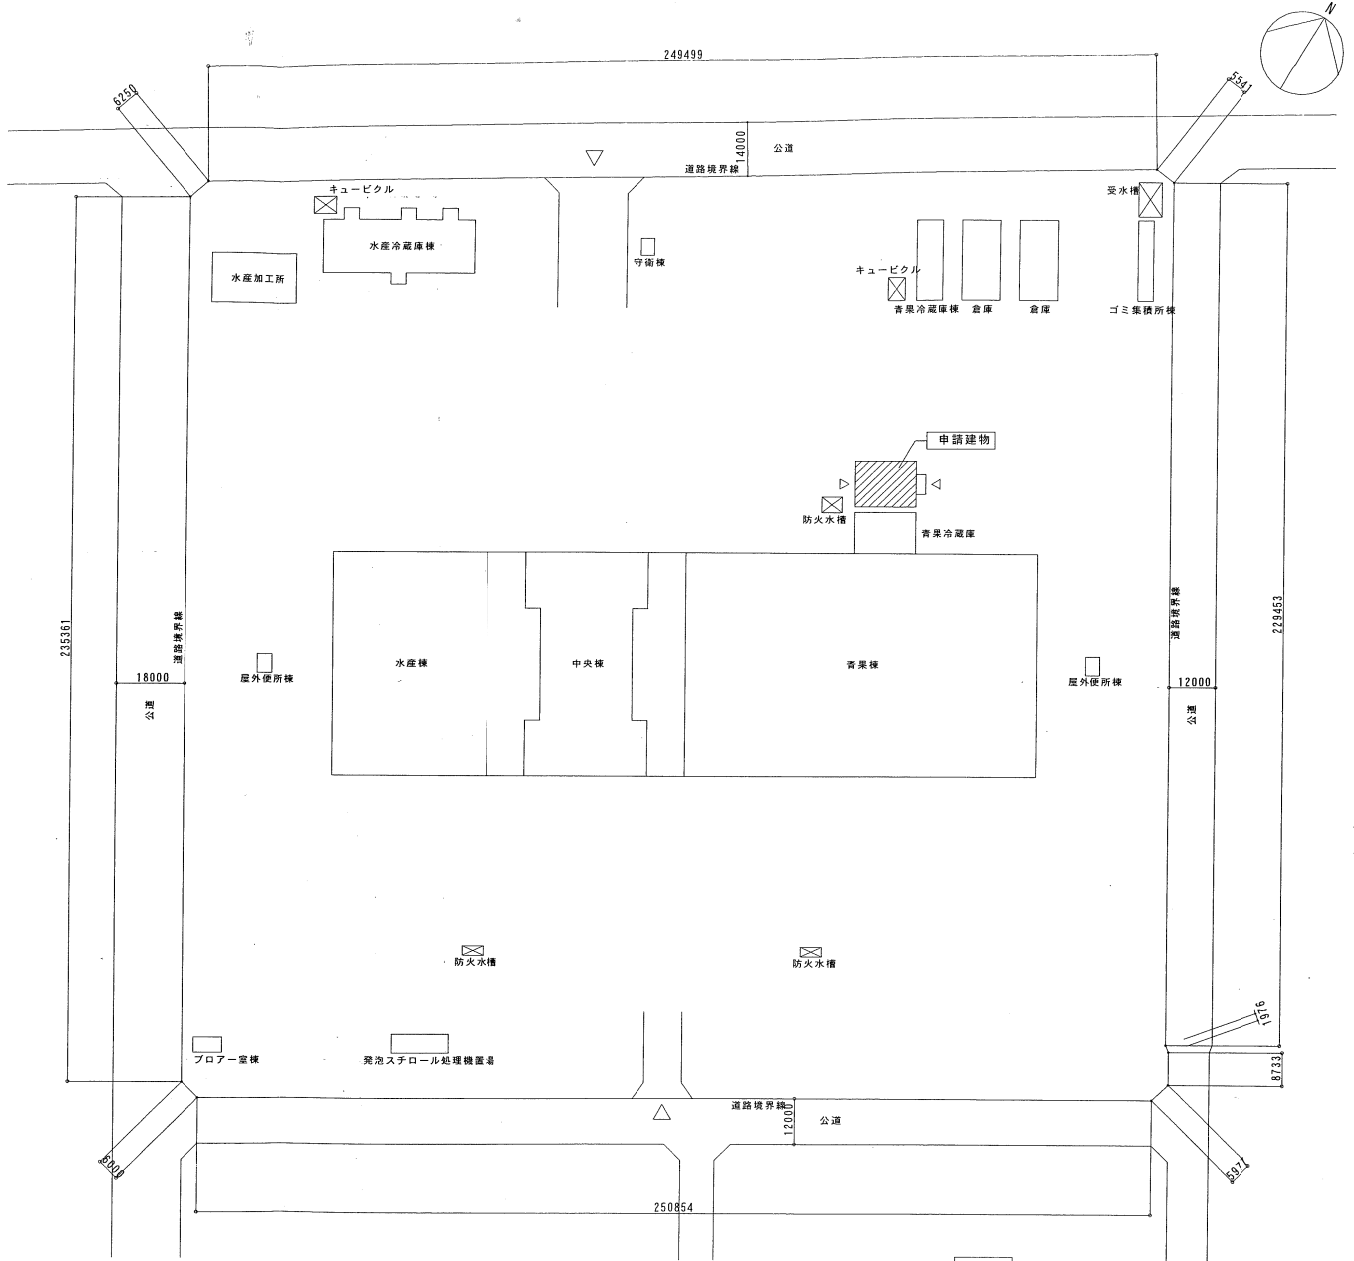 N
249499
6250
5541
14000
公道
道路境界線
キュービクル
受水槽
水産冷蔵庫棟
守衛棟
水産加工所
キュービクル
青果冷蔵庫棟
倉庫
倉庫
ゴミ集積所棟
申請建物
防火水槽
青果冷蔵庫
235361
道路境界線
道路境界線
229453
水産棟
中央棟
青果棟
屋外便所棟
屋外便所棟
18000
12000
公道
公道
防火水槽
防火水槽
1976
ブロアー室棟
発泡スチロール処理機置場
8733
道路境界線
12000
公道
6000
5971
250854